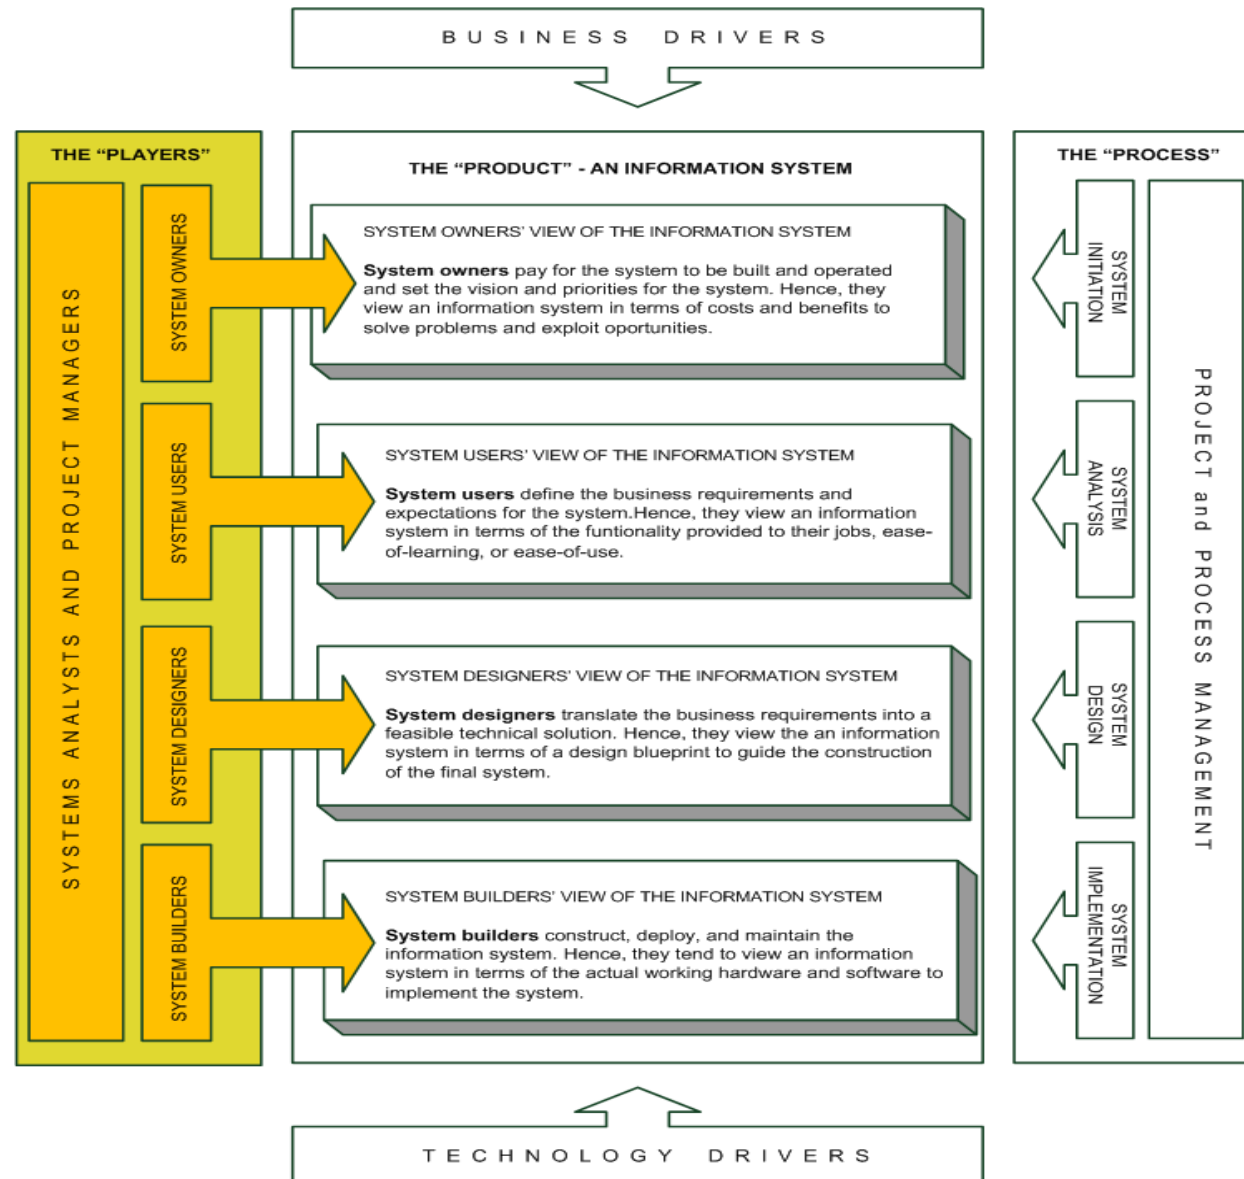 BUSINESS DRIVERS
THE “PLAYERS”
SYSTEMS ANALYSTS AND PROJECT MANAGERS
SYSTEM OWNERS
SYSTEM USERS
SYSTEM DESIGNERS
SYSTEM BUILDERS
THE “PRODUCT” - AN INFORMATION SYSTEM
SYSTEM OWNERS’ VIEW OF THE INFORMATION SYSTEM
System owners pay for the system to be built and operated
and set the vision and priorities for the system. Hence, they
view an information system in terms of costs and benefits to
solve problems and exploit oportunities.
SYSTEM USERS’ VIEW OF THE INFORMATION SYSTEM
System users define the business requirements and
expectations for the system.Hence, they view an information
system in terms of the funtionality provided to their jobs, ease-
of-learning, or ease-of-use.
SYSTEM DESIGNERS’ VIEW OF THE INFORMATION SYSTEM
System designers translate the business requirements into a
feasible technical solution. Hence, they view the an information
system in terms of a design blueprint to guide the construction
of the final system.
SYSTEM BUILDERS’ VIEW OF THE INFORMATION SYSTEM
System builders construct, deploy, and maintain the
information system. Hence, they tend to view an information
system in terms of the actual working hardware and software to
implement the system.
THE “PROCESS”
SYSTEM
INITIATION
SYSTEM
ANALYSIS
SYSTEM
DESIGN
SYSTEM
IMPLEMENTATION
PROJECT and PROCESS MANAGEMENT
TECHNOLOGY DRIVERS